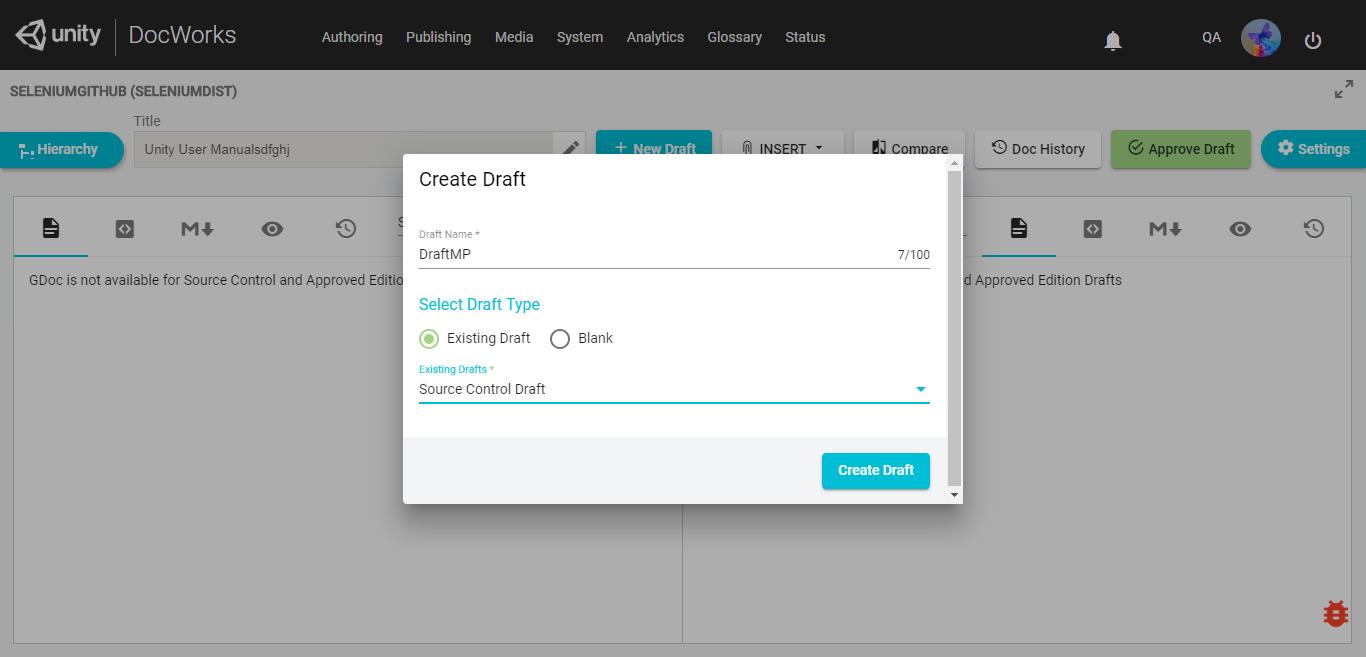 unity DocWorks Authoring Publishing Media System Analytics Glossary Status QA
SELENIUMGITHUB (SELENIUMDIST)
Title
Hierarchy Unity User Manualsdfghj + New Draft INSERT Compare Doc History Approve Draft Settings
GDoc is not available for Source Control and Approved Editio
d Approved Edition Drafts
Create Draft
Draft Name *
DraftMP 7/100
Select Draft Type
Existing Draft Blank
Existing Drafts *
Source Control Draft
Create Draft